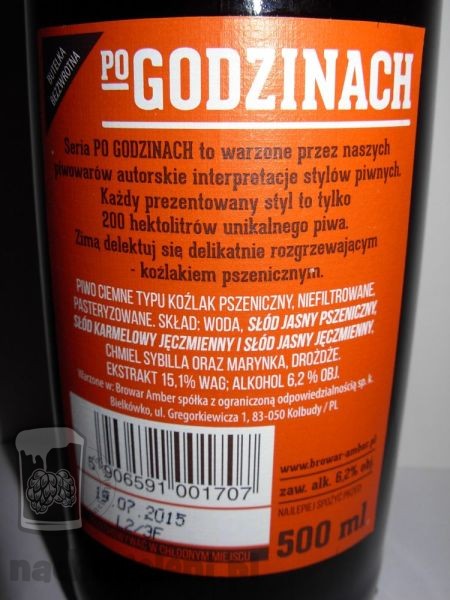 BUTELKA
BEZZWROTNA
PO GODZINACH
Seria PO GODZINACH to warzone przez naszych
piwowarów autorskie interpretacje stylów piwnych.
Każdy prezentowany styl to tylko
200 hektolitrów unikalnego piwa.
Zimą delektuj się delikatnie rozgrzewającym
- koźlakiem pszenicznym.
PIWO CIEMNE TYPU KOŹLAK PSZENICZNY, NIEFILTROWANE,
PASTERYZOWANE. SKŁAD: WODA, SŁÓD JASNY PSZENICZNY,
SŁÓD KARMELOWY JĘCZMIENNY I SŁÓD JASNY JĘCZMIENNY,
CHMIEL SYBILLA ORAZ MARYNKA, DROŻDŻE.
EKSTRAKT 15,1% WAG; ALKOHOL 6,2 % OBJ.
Warzone w: Browar Amber spółka z ograniczoną odpowiedzialnością sp. k.
Bielkówko, ul. Gregorkiewicza 1, 83-050 Kolbudy / PL
5 906591 001707
www.browar-amber.pl
zaw. alk. 6,2% obj.
NAJLEPIEJ SPOŻYĆ PRZED
19.07.2015
L2/3F
500 ml
W CHŁODNYM MIEJSCU